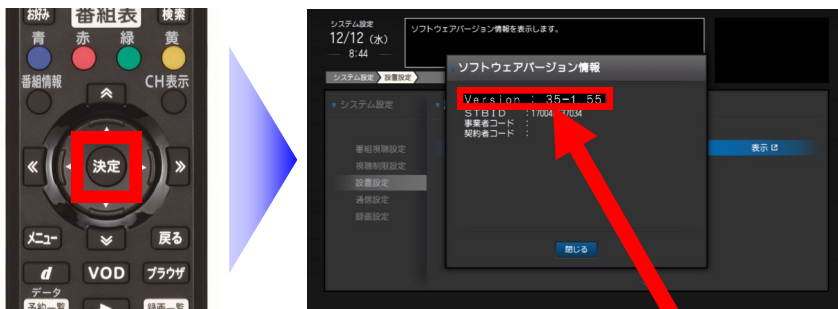 お好み 番組表 検索
青 赤 緑 黄
番組情報 CH表示
決定
メニュー 戻る
d VOD ブラウザ
データ
予約一覧 録画一覧
システム設定
12/12（水）
8:44
ソフトウェアバージョン情報を表示します。
システム設定 設置設定
ソフトウェアバージョン情報
Version : 35-1.55
STBID
事業者コード :
契約者コード :
システム設定
番組視聴設定
視聴制限設定
設置設定
通信設定
録画設定
表示
閉じる